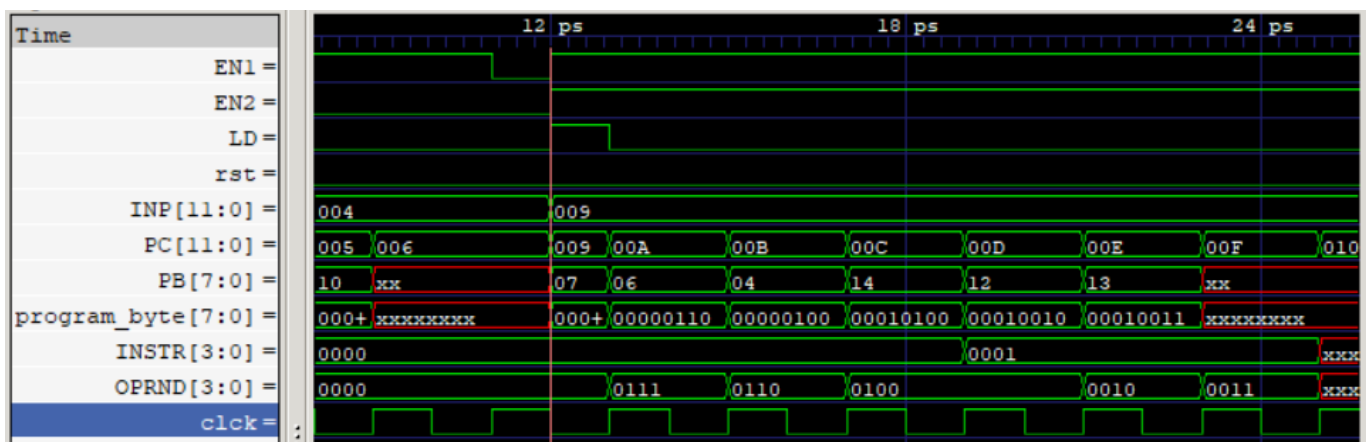 Time 12 ps 18 ps 24 ps
EN1 =
EN2 =
LD =
rst =
INP[11:0] = 004 009
PC[11:0] = 005 006 009 00A 00B 00C 00D 00E 00F 010
PB[7:0] = 10 xx 07 06 04 14 12 13 xx
program_byte[7:0] = 000+ xxxxxxxx 000+ 00000110 00000100 00010100 00010010 00010011 xxxxxxxx
INSTR[3:0] = 0000 0001 xxx
OPRND[3:0] = 0000 0111 0110 0100 0010 0011 xxx
clck =